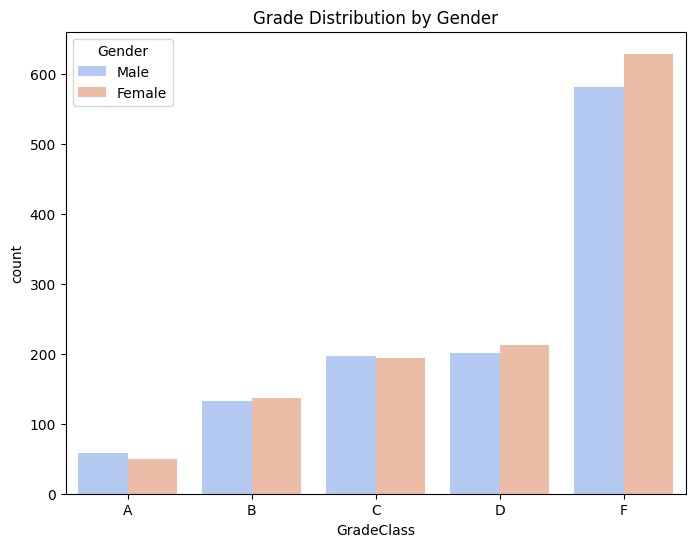 Grade Distribution by Gender
Gender
Male
Female
600
500
400
300
200
100
0
count
A B C D F
GradeClass